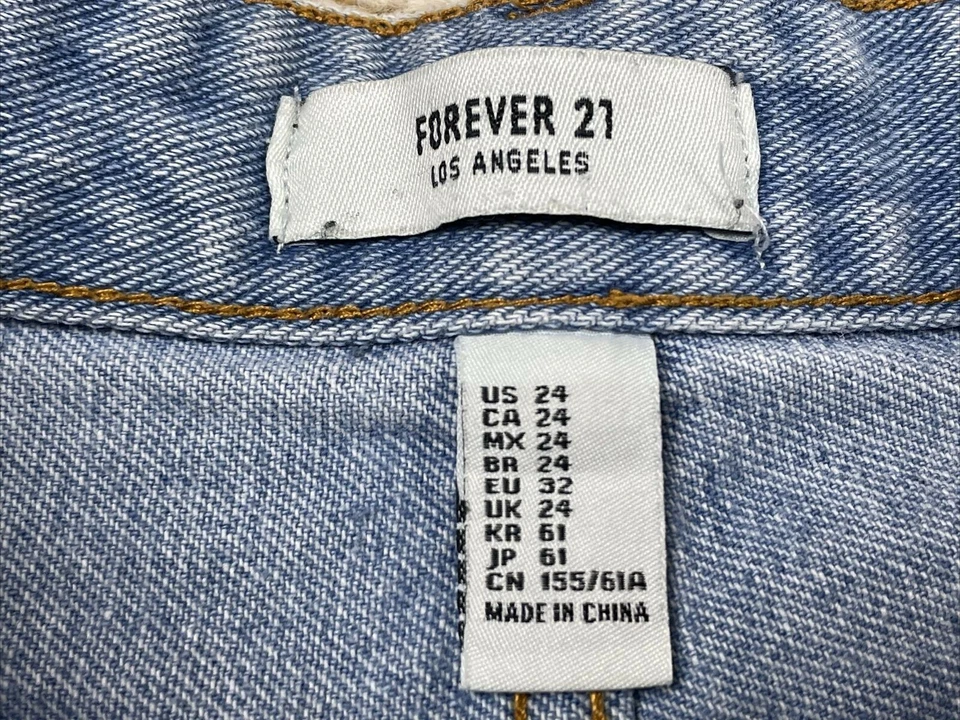 FOREVER 21
LOS ANGELES
US 24
CA 24
MX 24
BR 24
EU 32
UK 24
KR 61
JP 61
CN 155/61A
MADE IN CHINA